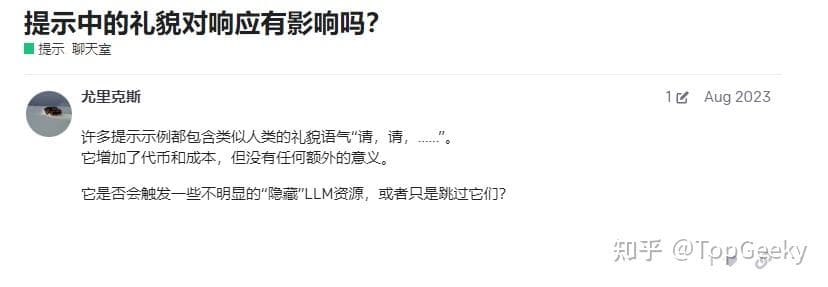 提示中的礼貌对响应有影响吗？
提示 聊天室
尤里克斯
1
Aug 2023
许多提示示例都包含类似人类的礼貌语气“请，请，......”。
它增加了代币和成本，但没有任何额外的意义。
它是否会触发一些不明显的“隐藏”LLM资源，或者只是跳过它们？
知乎 @TopGeeky